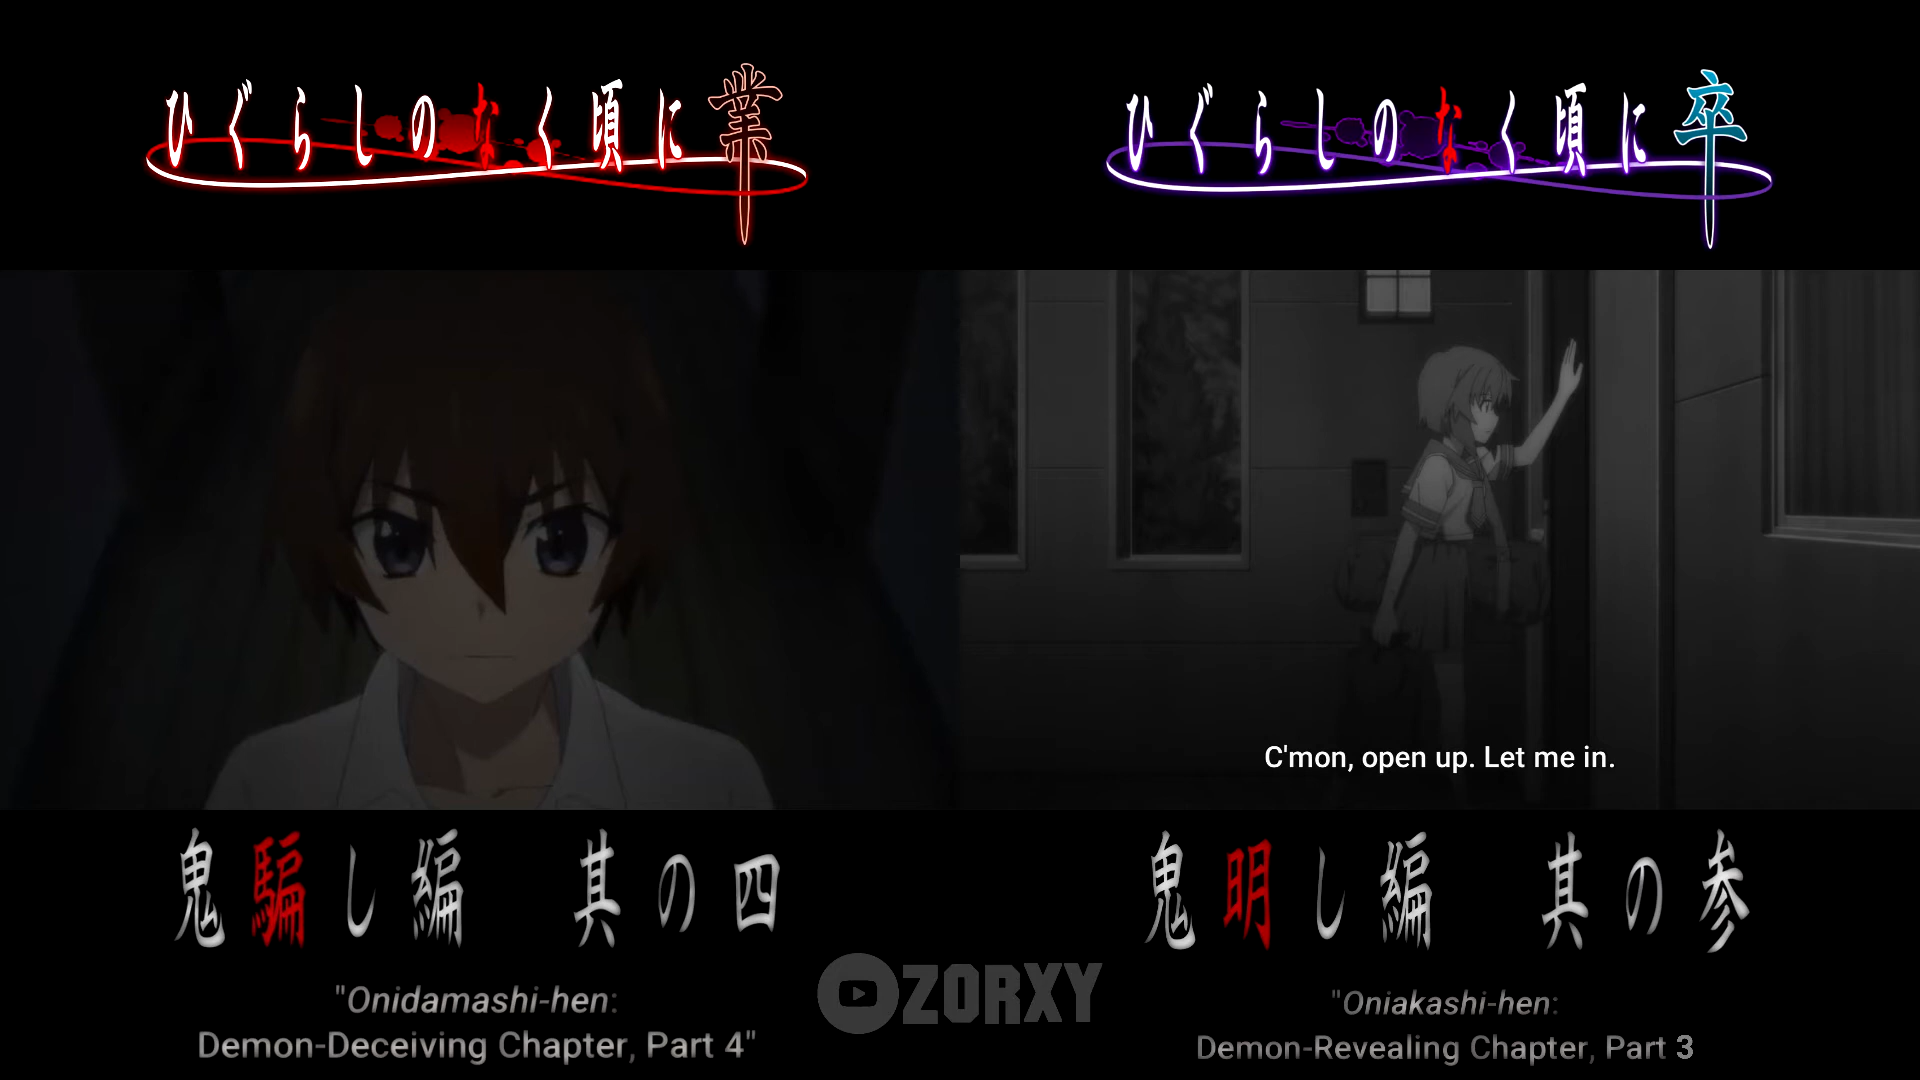 ひぐらしのなく頃に業
ひぐらしのなく頃に卒
C'mon, open up. Let me in.
鬼騙し編 其の四
"Onidamashi-hen:
Demon-Deceiving Chapter, Part 4"
鬼明し編 其の参
"Oniakashi-hen:
Demon-Revealing Chapter, Part 3
ZORXY